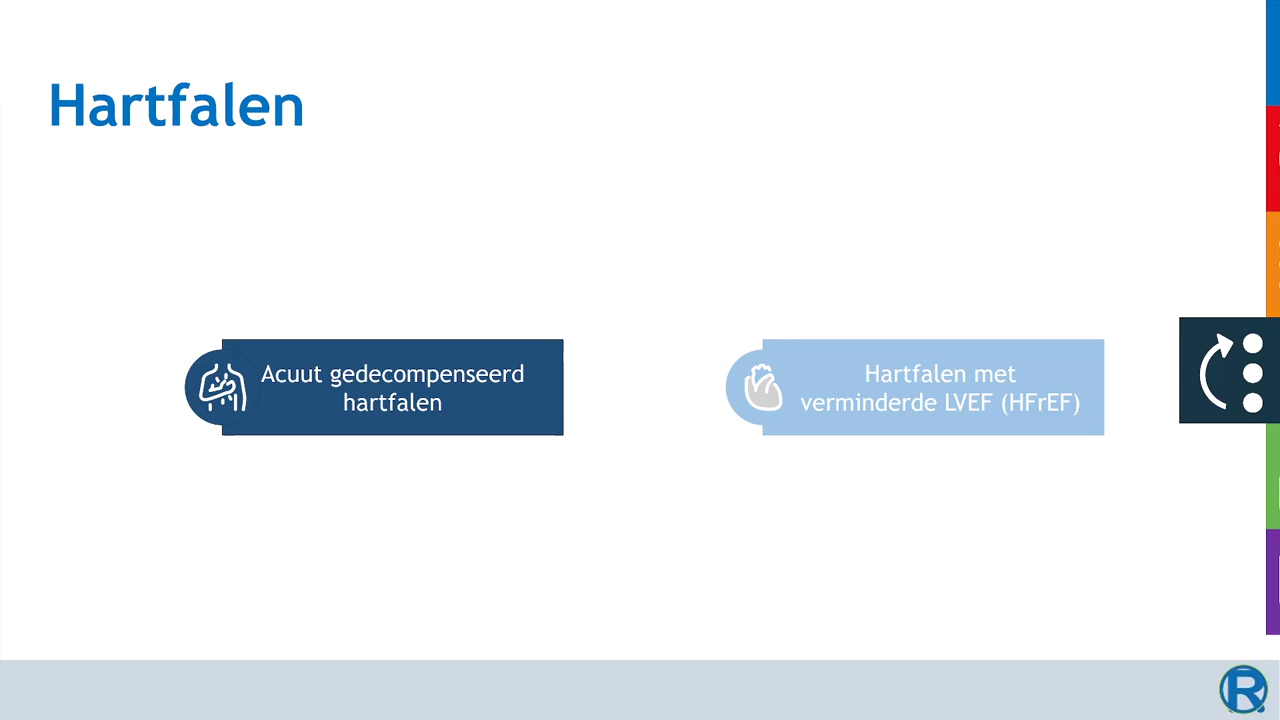 Hartfalen
Acuut gedecompenseerd
hartfalen
Hartfalen met
verminderde LVEF (HFrEF)
R